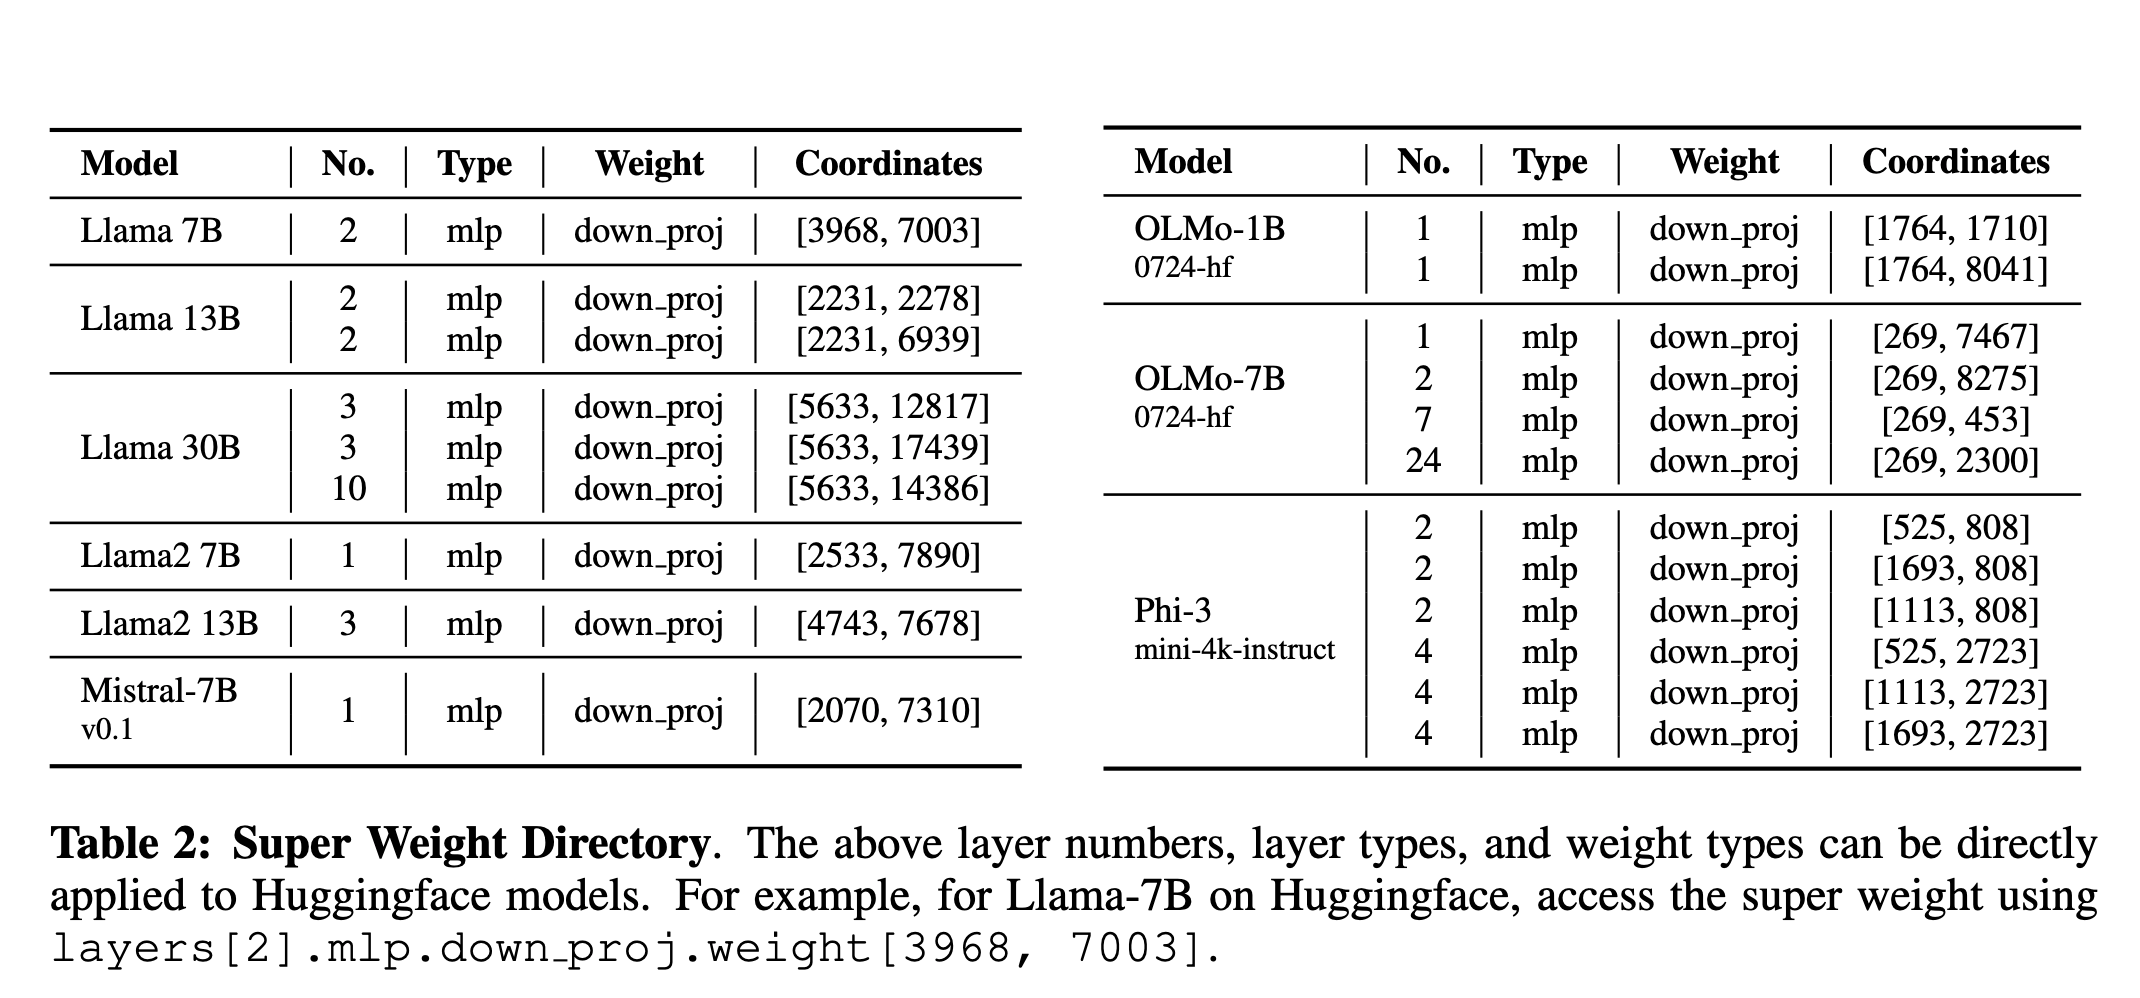 Model | No. | Type | Weight | Coordinates
Llama 7B | 2 | mlp | down_proj | [3968, 7003]
Llama 13B | 2 | mlp | down_proj | [2231, 2278]
2 | mlp | down_proj | [2231, 6939]
Llama 30B | 3 | mlp | down_proj | [5633, 12817]
3 | mlp | down_proj | [5633, 17439]
10 | mlp | down_proj | [5633, 14386]
Llama2 7B | 1 | mlp | down_proj | [2533, 7890]
Llama2 13B | 3 | mlp | down_proj | [4743, 7678]
Mistral-7B
v0.1 | 1 | mlp | down_proj | [2070, 7310]
Model | No. | Type | Weight | Coordinates
OLMo-1B | 1 | mlp | down_proj | [1764, 1710]
0724-hf | 1 | mlp | down_proj | [1764, 8041]
1 | mlp | down_proj | [269, 7467]
OLMo-7B | 2 | mlp | down_proj | [269, 8275]
0724-hf | 7 | mlp | down_proj | [269, 453]
24 | mlp | down_proj | [269, 2300]
2 | mlp | down_proj | [525, 808]
2 | mlp | down_proj | [1693, 808]
Phi-3 | 2 | mlp | down_proj | [1113, 808]
mini-4k-instruct | 4 | mlp | down_proj | [525, 2723]
4 | mlp | down_proj | [1113, 2723]
4 | mlp | down_proj | [1693, 2723]
Table 2: Super Weight Directory. The above layer numbers, layer types, and weight types can be directly
applied to Huggingface models. For example, for Llama-7B on Huggingface, access the super weight using
layers[2].mlp.down_proj.weight[3968, 7003].